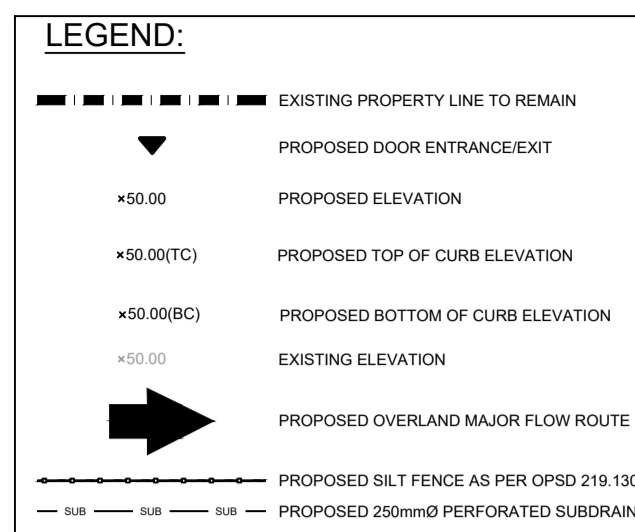 LEGEND:
EXISTING PROPERTY LINE TO REMAIN
PROPOSED DOOR ENTRANCE/EXIT
×50.00 PROPOSED ELEVATION
×50.00(TC) PROPOSED TOP OF CURB ELEVATION
×50.00(BC) PROPOSED BOTTOM OF CURB ELEVATION
×50.00 EXISTING ELEVATION
PROPOSED OVERLAND MAJOR FLOW ROUTE
PROPOSED SILT FENCE AS PER OPSD 219.130
SUB SUB SUB PROPOSED 250mmØ PERFORATED SUBDRAIN